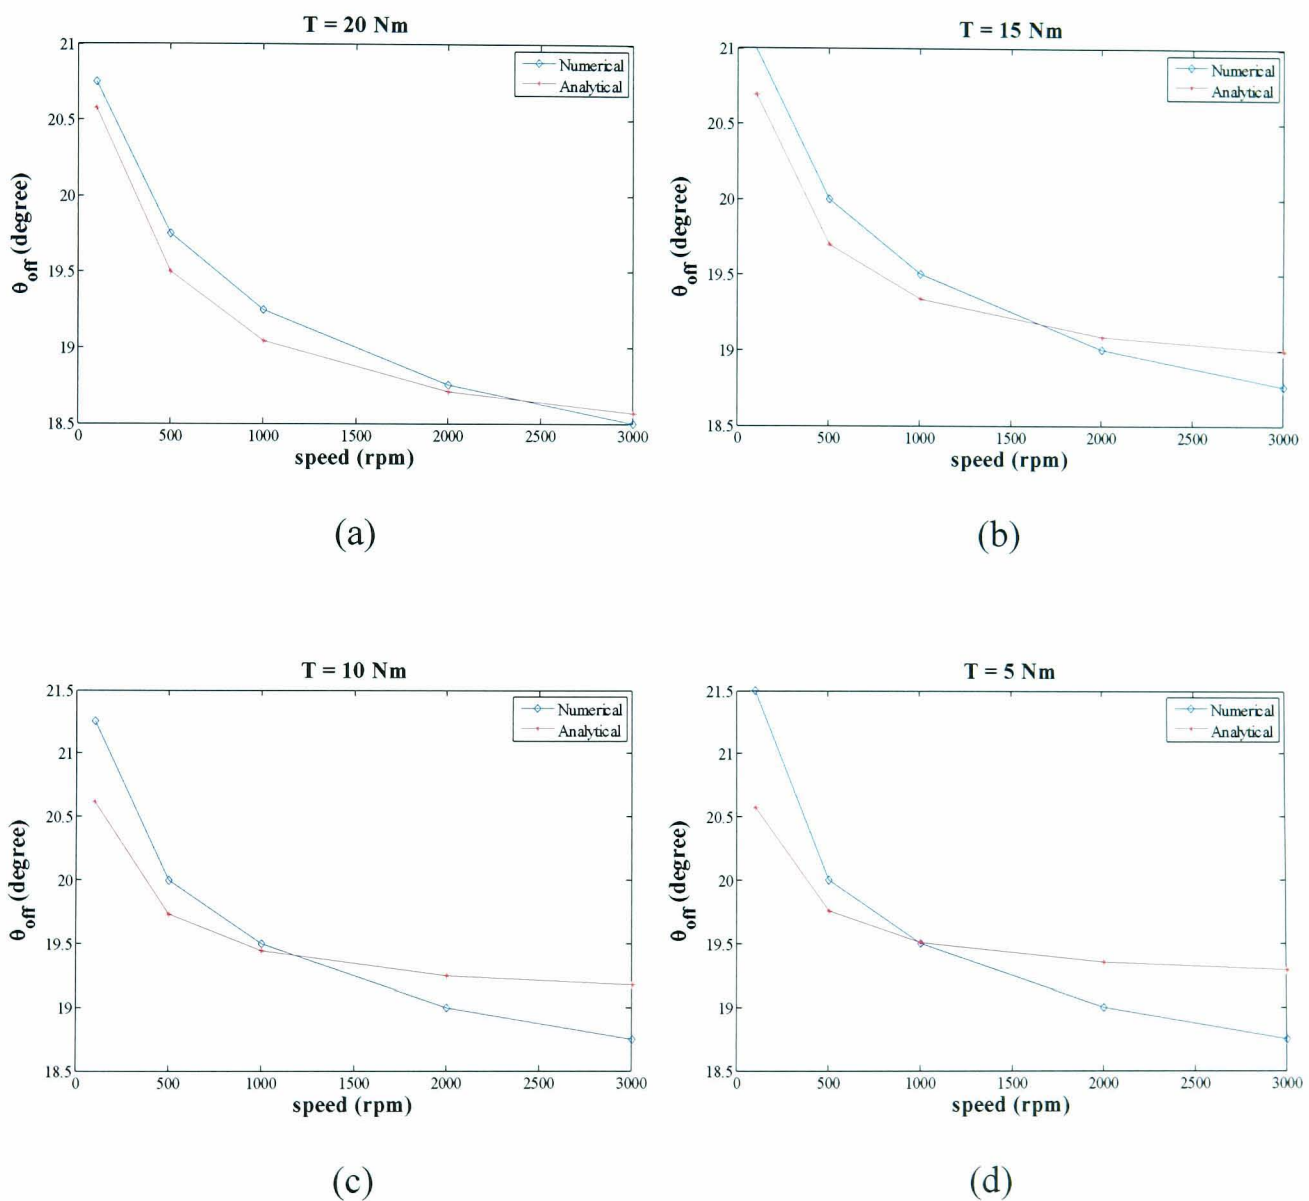 T = 20 Nm
21
20.5
20
19.5
19
18.5
θoff (degree)
0 500 1000 1500 2000 2500 3000
speed (rpm)
Numerical
Analytical
(a)
T = 15 Nm
21
20.5
20
19.5
19
18.5
θoff (degree)
0 500 1000 1500 2000 2500 3000
speed (rpm)
Numerical
Analytical
(b)
T = 10 Nm
21.5
21
20.5
20
19.5
19
18.5
θoff (degree)
0 500 1000 1500 2000 2500 3000
speed (rpm)
Numerical
Analytical
(c)
T = 5 Nm
21.5
21
20.5
20
19.5
19
18.5
θoff (degree)
0 500 1000 1500 2000 2500 3000
speed (rpm)
Numerical
Analytical
(d)